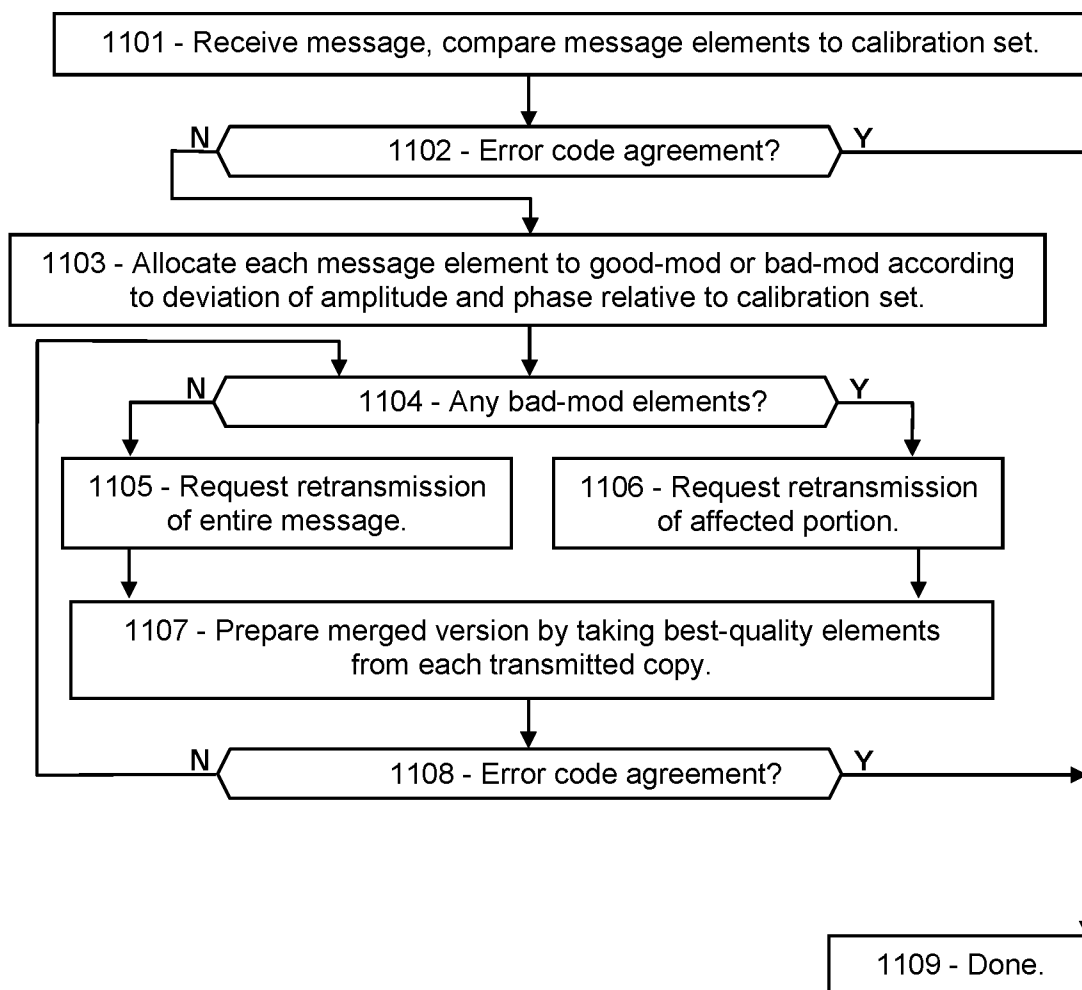 1101 - Receive message, compare message elements to calibration set.
N
Y
1102 - Error code agreement?
1103 - Allocate each message element to good-mod or bad-mod according
to deviation of amplitude and phase relative to calibration set.
N
Y
1104 - Any bad-mod elements?
1105 - Request retransmission
of entire message.
1106 - Request retransmission
of affected portion.
1107 - Prepare merged version by taking best-quality elements
from each transmitted copy.
N
Y
1108 - Error code agreement?
1109 - Done.